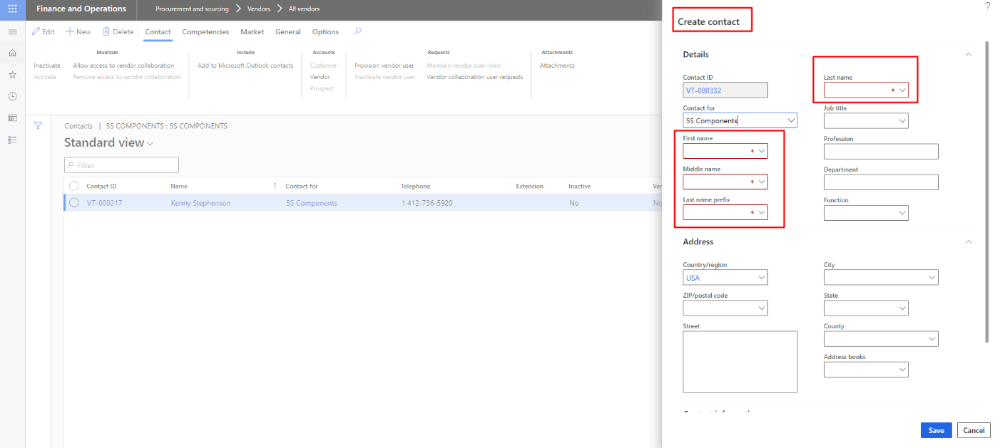 Finance and Operations
Procurement and sourcing
Vendors
All vendors
?
Edit
New
Delete
Contact
Competencies
Market
General
Options
Maintain
Include
Accounts
Requests
Attachments
Inactivate
Allow access to vendor collaboration
Add to Microsoft Outlook contacts
Customer
Provision vendor user
Maintain vendor user roles
Attachments
Activate
Remove access to vendor collaboration
Vendor
Inactivate vendor user
Vendor collaboration user requests
Prospect
Contacts | 5S COMPONENTS : 5S COMPONENTS
Standard view
Filter
Contact ID
Name
Contact for
Telephone
Extension
Inactive
VT-000217
Kenny Stephenson
5S Components
1 412-736-5920
No
No
Create contact
Details
Contact ID
VT-000332
Contact for
5S Components
First name
*
Middle name
*
Last name prefix
*
Last name
*
Job title
Profession
Department
Function
Address
Country/region
USA
ZIP/postal code
Street
City
State
County
Address books
Save
Cancel